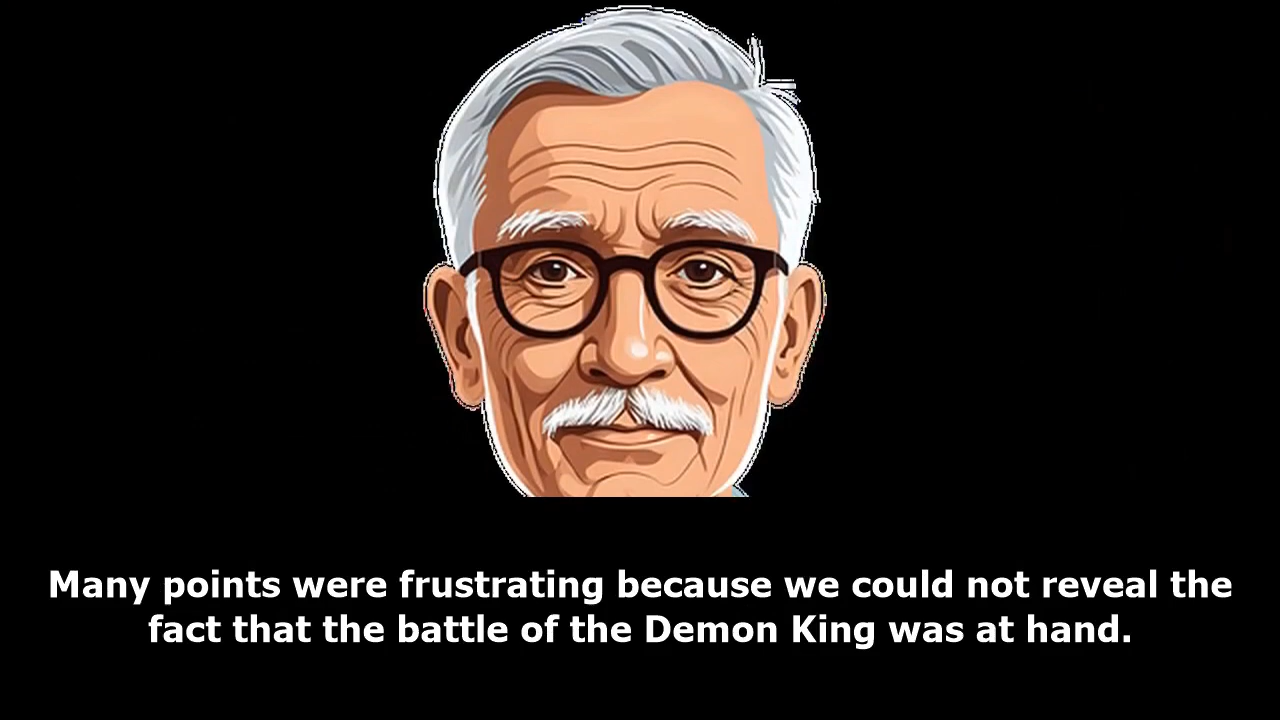 Many points were frustrating because we could not reveal the
fact that the battle of the Demon King was at hand.